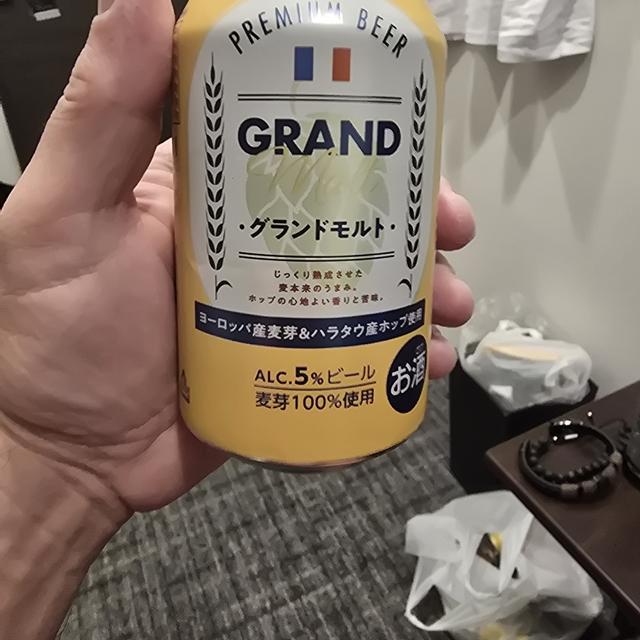 PREMIUM BEER
GRAND
Malt
・グランドモルト・
じっくり熟成させた
麦本来のうまみ。
ホップの心地よい香りと苦味。
ヨーロッパ産麦芽&ハラタウ産ホップ使用
ALC.5%ビール
麦芽100%使用
お酒